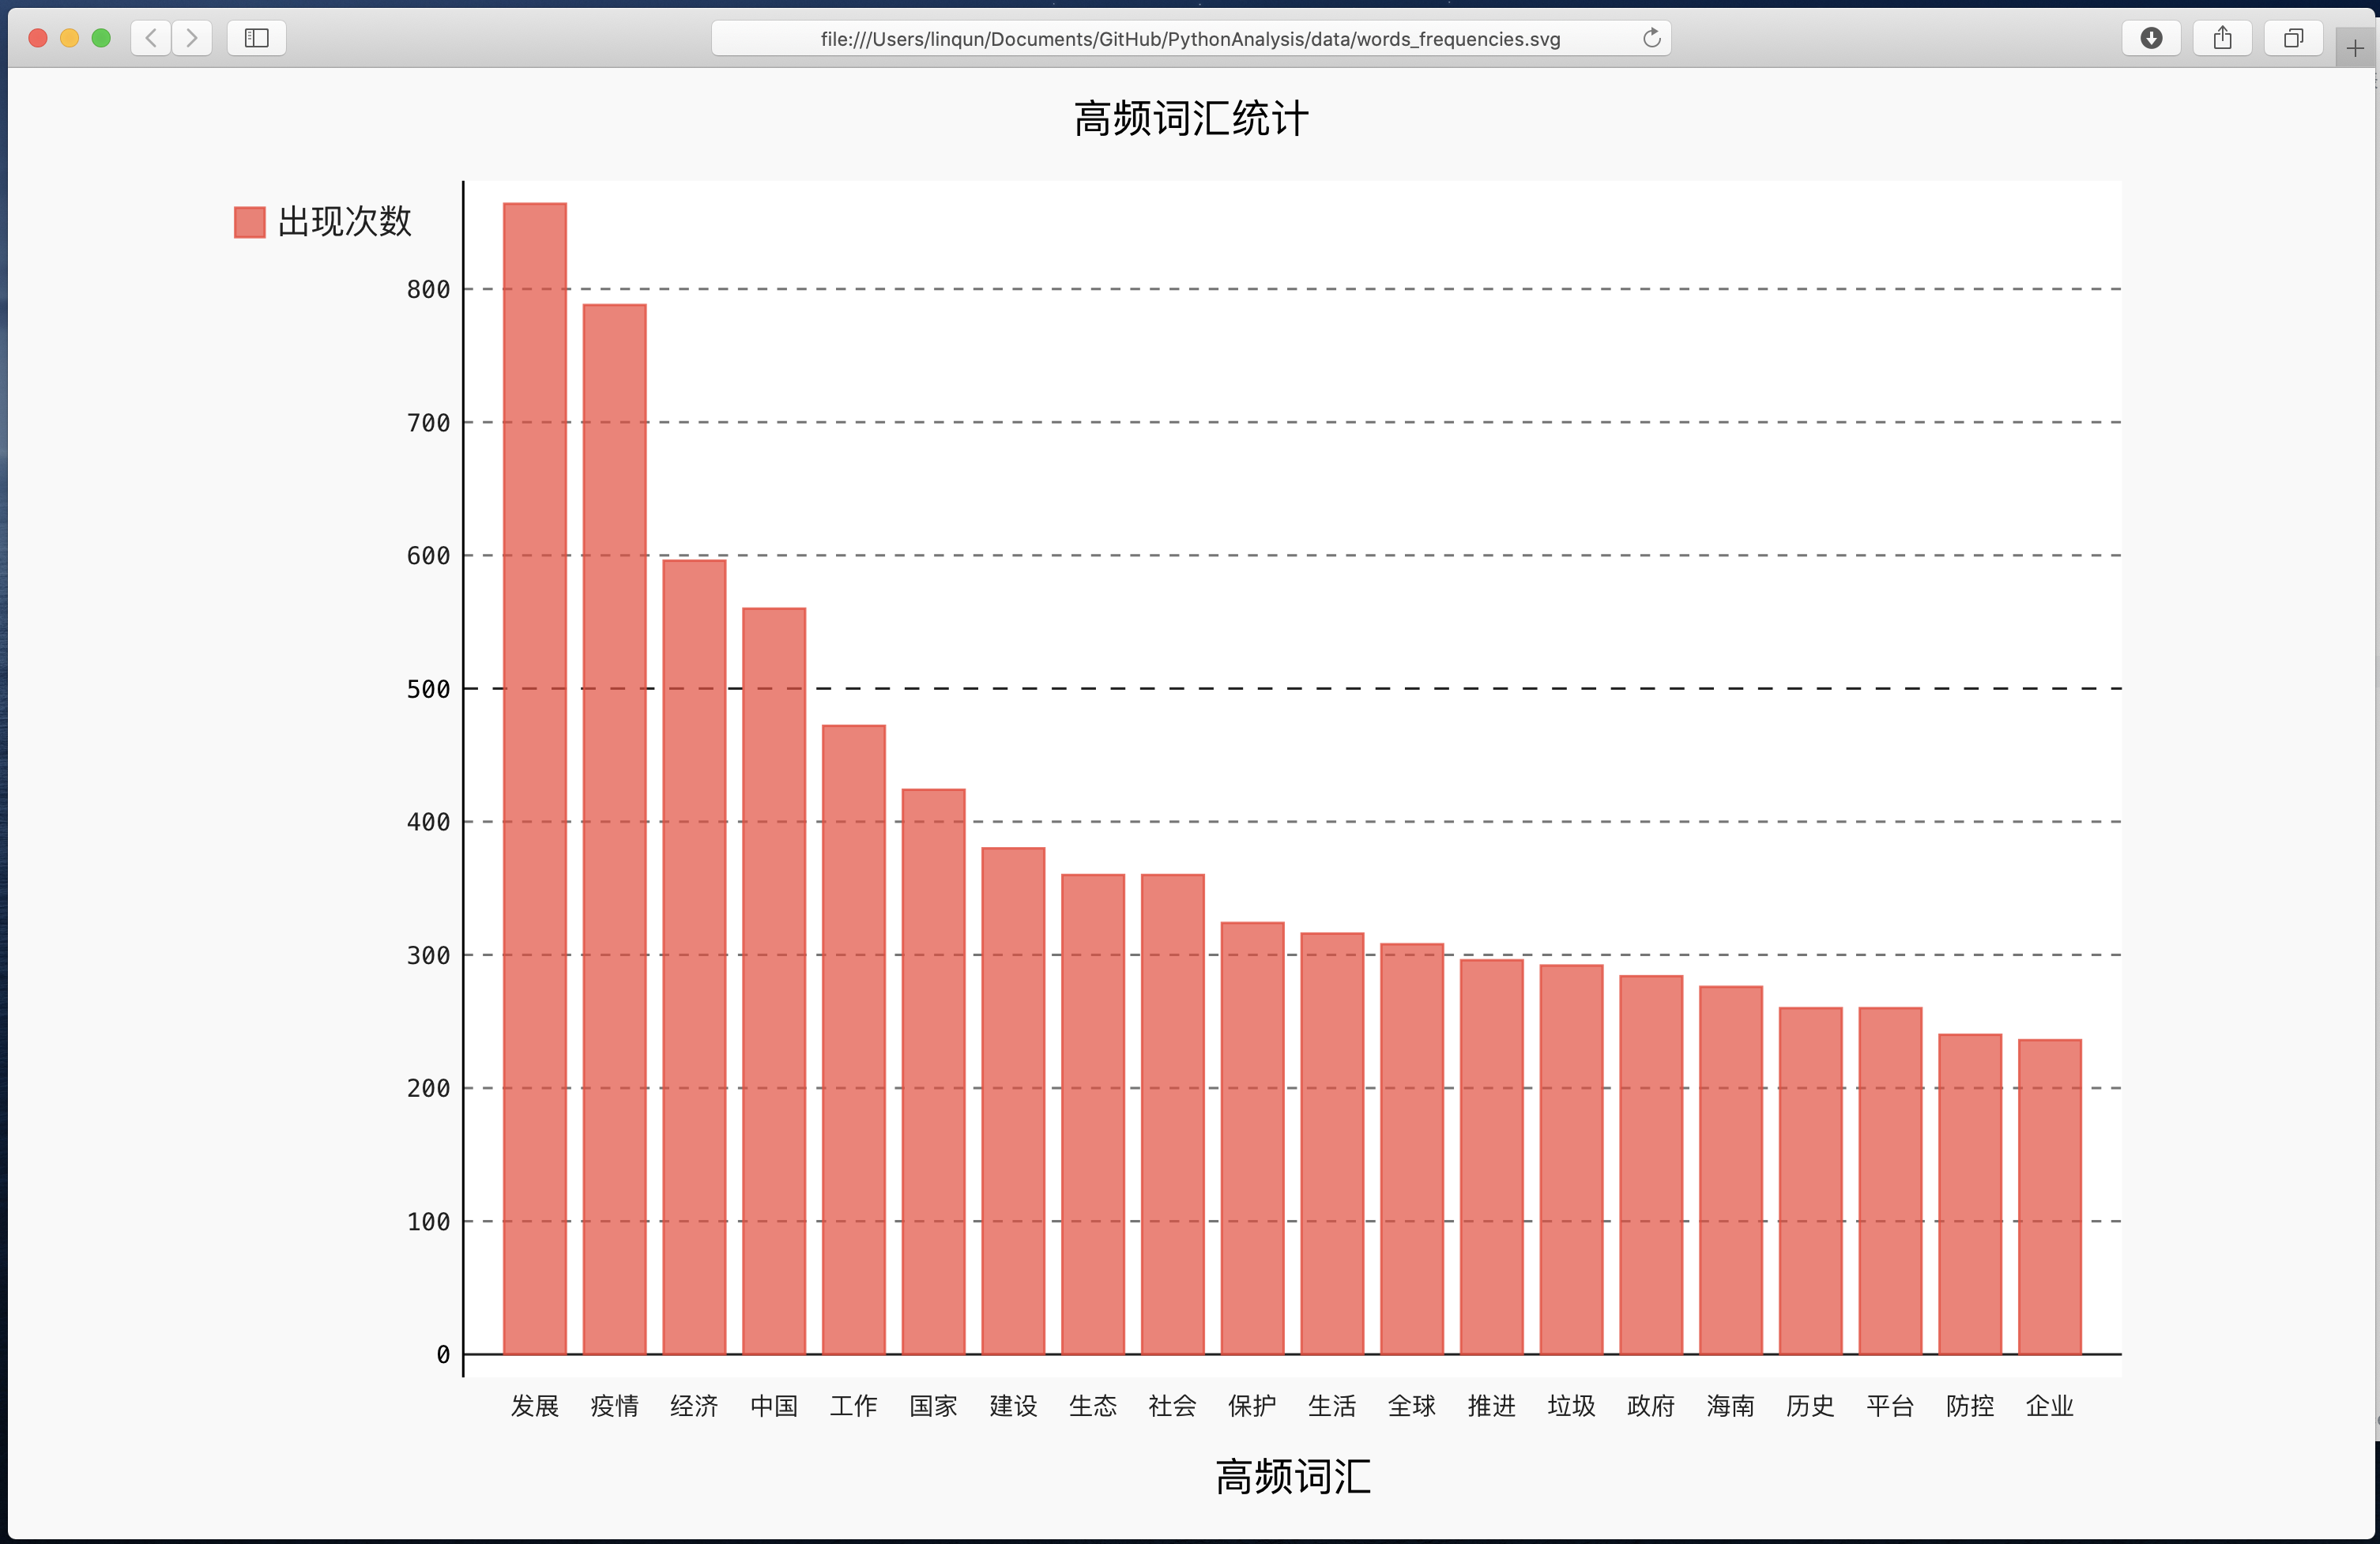 file:///Users/linqun/Documents/GitHub/PythonAnalysis/data/words_frequencies.svg
高频词汇统计
出现次数
800
700
600
500
400
300
200
100
0
发展 疫情 经济 中国 工作 国家 建设 生态 社会 保护 生活 全球 推进 垃圾 政府 海南 历史 平台 防控 企业
高频词汇